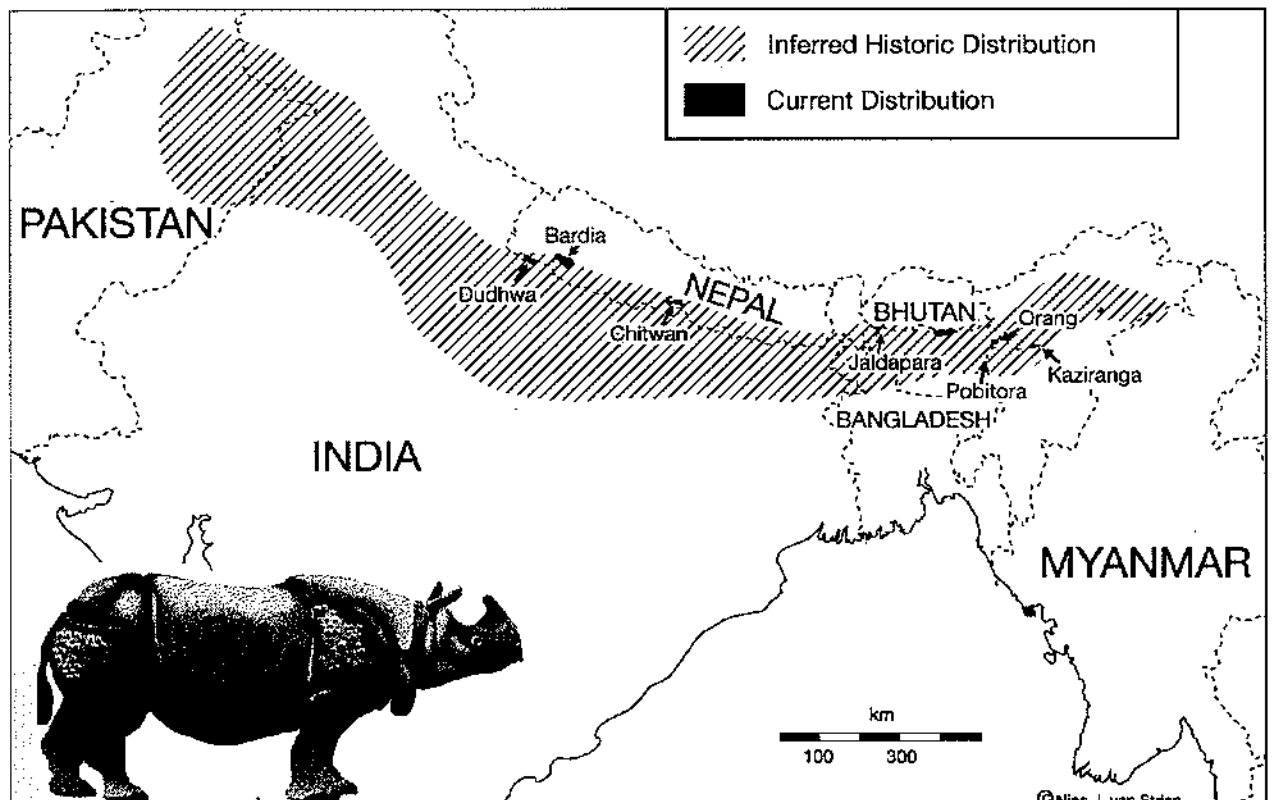 Inferred Historic Distribution
Current Distribution
PAKISTAN
Bardia
Dudhwa
NEPAL
Chitwan
BHUTAN
Orang
Jaldapara
Kaziranga
Pobitora
BANGLADESH
INDIA
MYANMAR
km
100 300